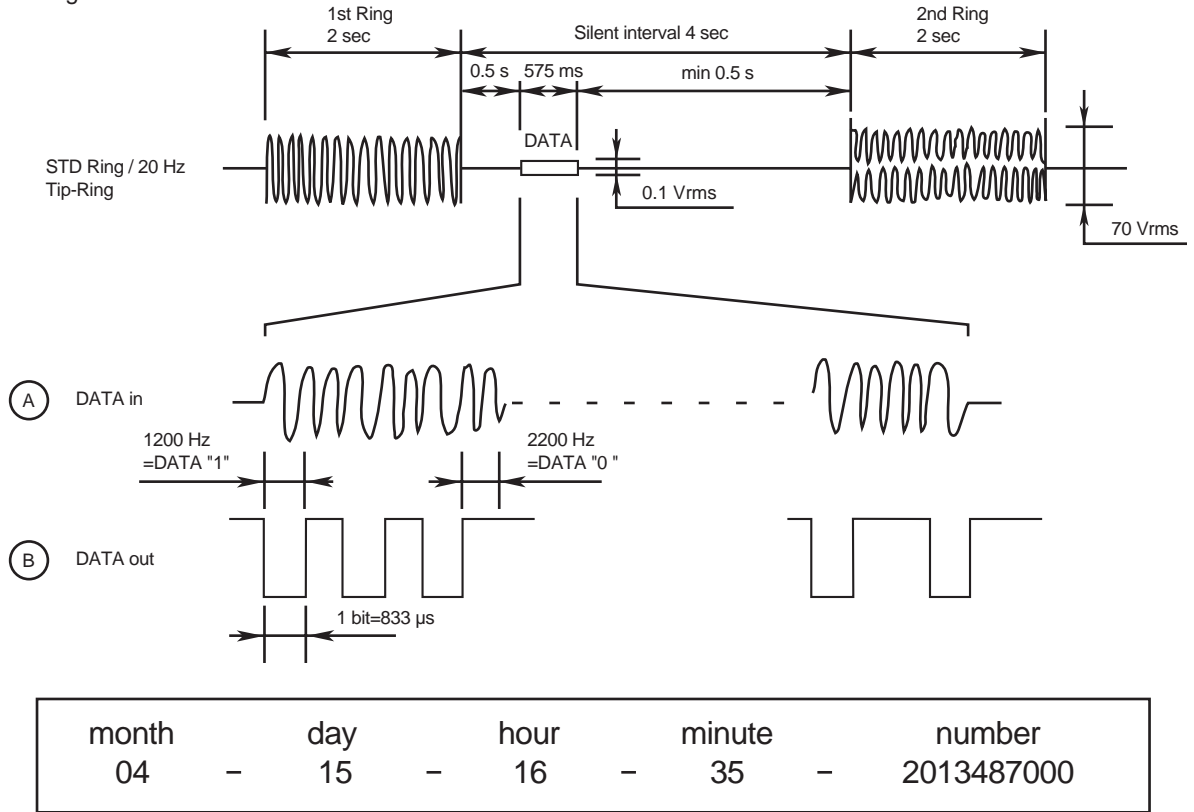 1st Ring
2 sec
Silent interval 4 sec
2nd Ring
2 sec
0.5 s
575 ms
min 0.5 s
DATA
STD Ring / 20 Hz
Tip-Ring
0.1 Vrms
70 Vrms
A
DATA in
1200 Hz
=DATA "1"
2200 Hz
=DATA "0 "
B
DATA out
1 bit=833 µs
month day hour minute number
04 – 15 – 16 – 35 – 2013487000